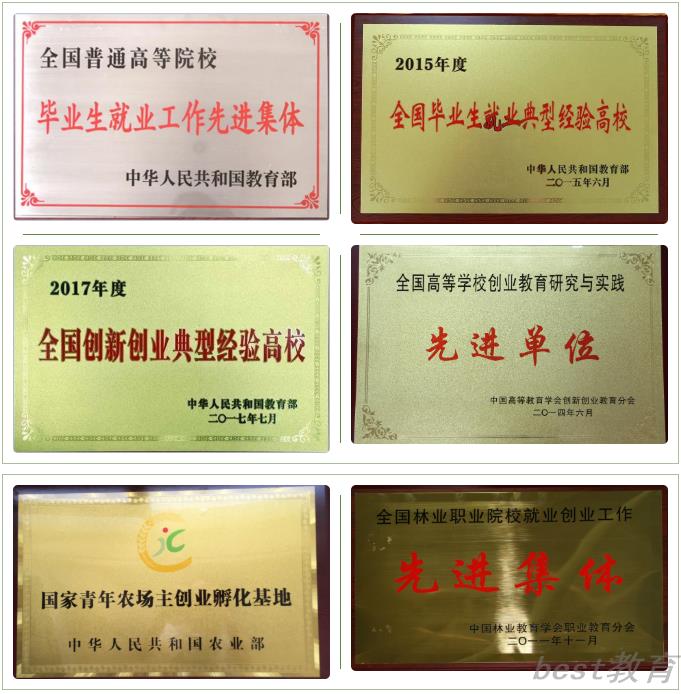 全国普通高等院校
毕业生就业工作先进集体
中华人民共和国教育部
2015年度
全国毕业生就业典型经验高校
中华人民共和国教育部
二〇一五年六月
2017年度
全国创新创业典型经验高校
中华人民共和国教育部
二〇一七年七月
全国高等学校创业教育研究与实践
先进单位
中国高等教育学会创新创业教育分会
二〇一四年六月
jc
国家青年农场主创业孵化基地
中华人民共和国农业部
全国林业职业院校就业创业工作
先进集体
中国林业教育学会职业教育分会
二〇一一年十一月
best教育